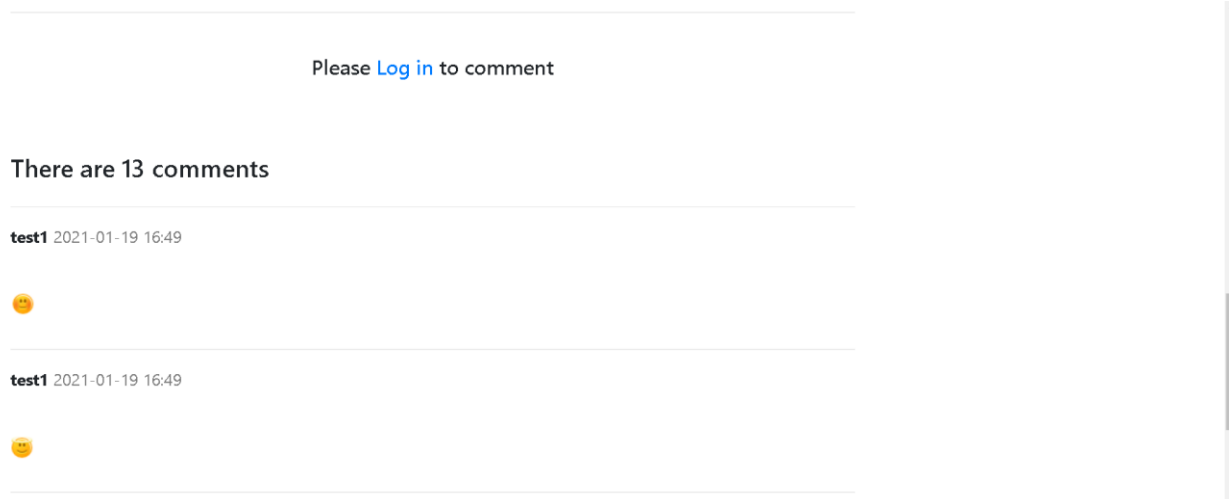 Please Log in to comment
There are 13 comments
test1 2021-01-19 16:49
test1 2021-01-19 16:49